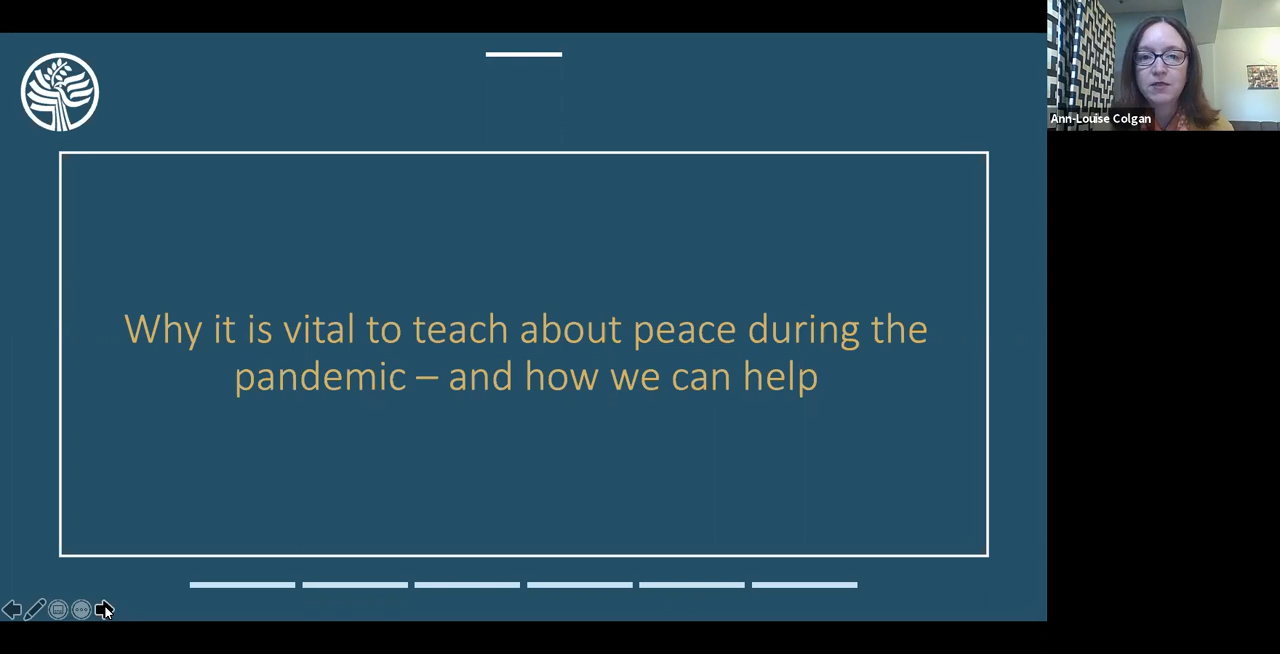 Why it is vital to teach about peace during the
pandemic – and how we can help
Ann-Louise Colgan